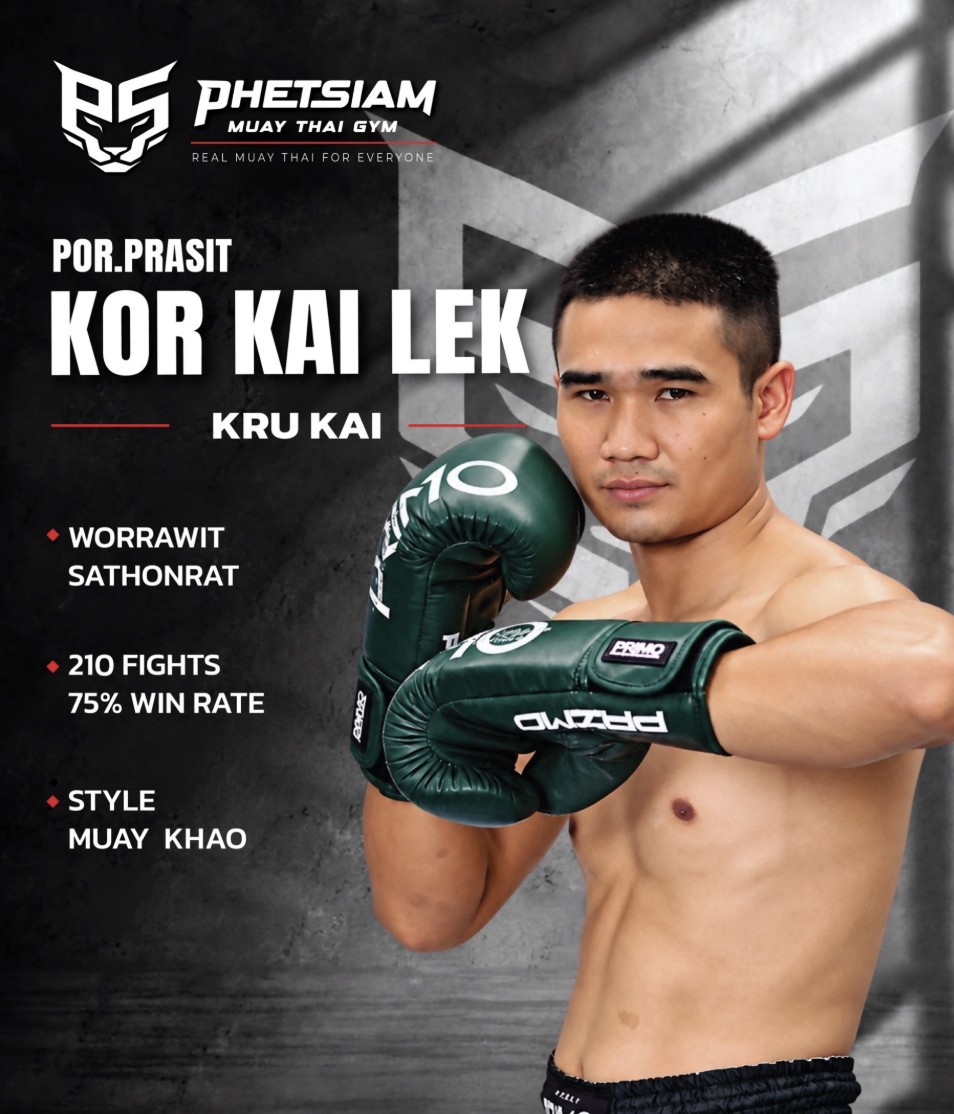 PS
PHETSIAM
MUAY THAI GYM
REAL MUAY THAI FOR EVERYONE
POR.PRASIT
KOR KAI LEK
KRU KAI
WORRAWIT
SATHONRAT
210 FIGHTS
75% WIN RATE
STYLE
MUAY KHAO
PRIMO
PRIMO